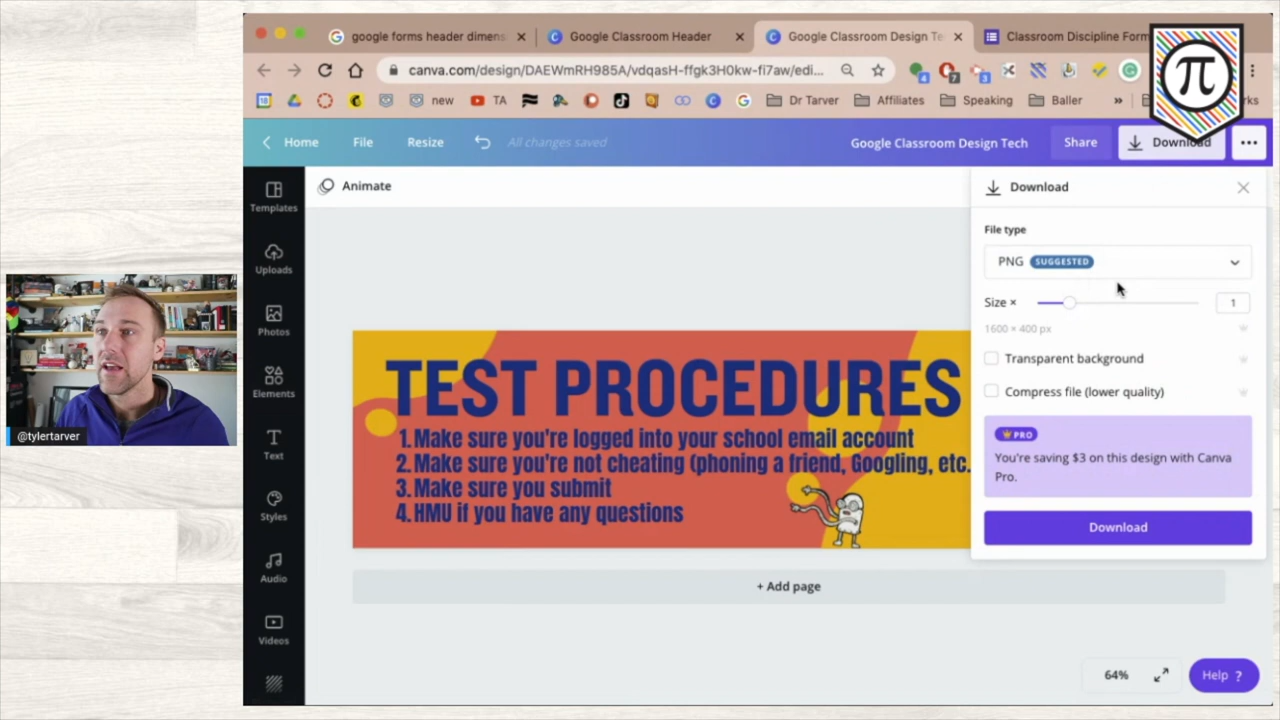 google forms header dimens
Google Classroom Header
Google Classroom Design Te
Classroom Discipline Form
canva.com/design/DAEWmRH985A/vdqasH-ffgk3H0kw-fi7aw/edi...
new
TA
Dr Tarver
Affiliates
Speaking
Baller
»
Home
File
Resize
All changes saved
Google Classroom Design Tech
Share
Download
Templates
Uploads
Photos
Elements
Text
Styles
Audio
Videos
Animate
TEST PROCEDURES
1. Make sure you're logged into your school email account
2. Make sure you're not cheating (phoning a friend, Googling, etc.
3. Make sure you submit
4. HMU if you have any questions
+ Add page
Download
File type
PNG SUGGESTED
Size × 1
1600 × 400 px
Transparent background
Compress file (lower quality)
PRO
You're saving $3 on this design with Canva
Pro.
Download
64%
Help ?
@tylertarver
π